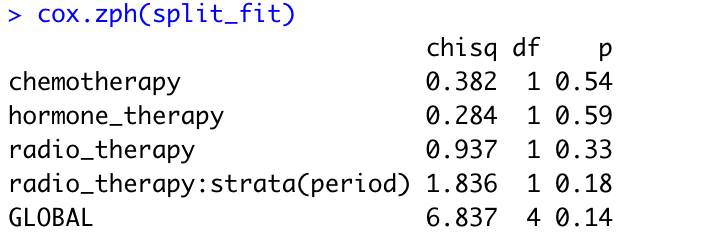 > cox.zph(split_fit)
chisq df p
chemotherapy 0.382 1 0.54
hormone_therapy 0.284 1 0.59
radio_therapy 0.937 1 0.33
radio_therapy:strata(period) 1.836 1 0.18
GLOBAL 6.837 4 0.14